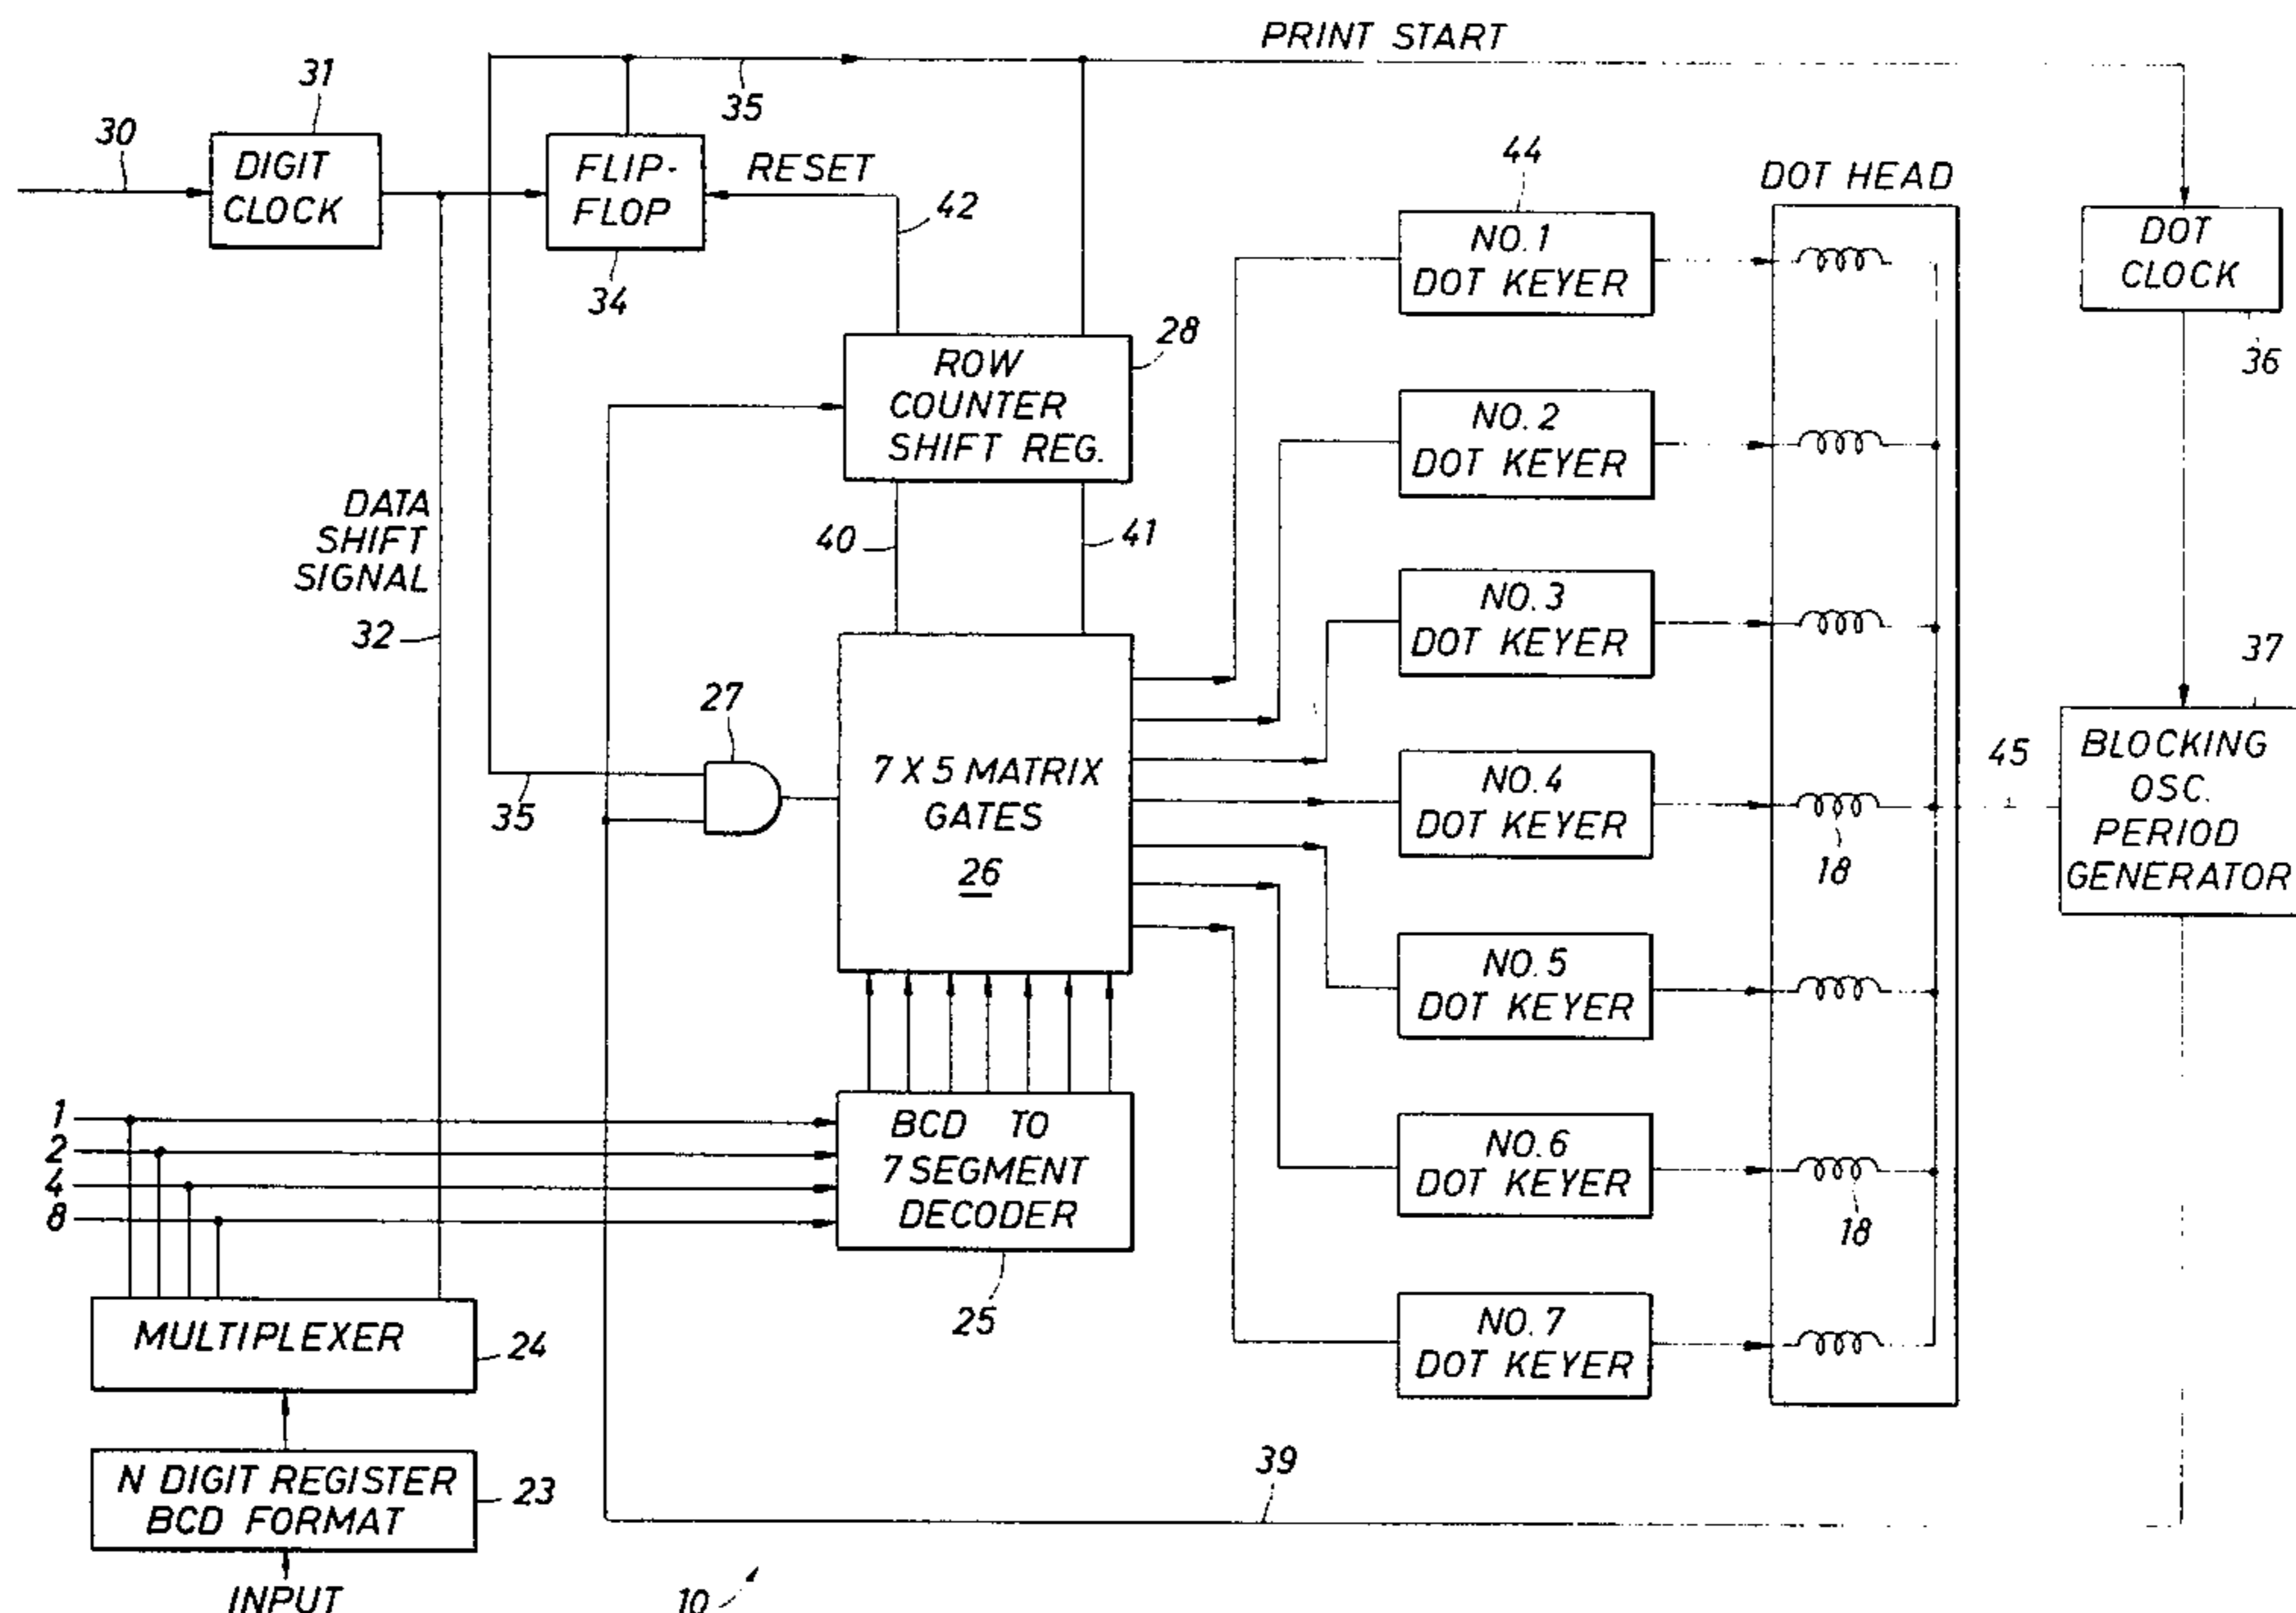 PRINT START
31
35
30
DIGIT
CLOCK
FLIP-
FLOP
RESET
42
34
44
DOT HEAD
NO.1
DOT KEYER
DOT
CLOCK
36
28
ROW
COUNTER
SHIFT REG.
NO.2
DOT KEYER
DATA
SHIFT
SIGNAL
32
40
41
NO.3
DOT KEYER
37
27
35
7 X 5 MATRIX
GATES
26
NO.4
DOT KEYER
18
45
BLOCKING
OSC.
PERIOD
GENERATOR
NO.5
DOT KEYER
1
2
4
8
BCD TO
7 SEGMENT
DECODER
25
NO.6
DOT KEYER
18
MULTIPLEXER
24
NO.7
DOT KEYER
N DIGIT REGISTER
BCD FORMAT
23
39
INPUT
10